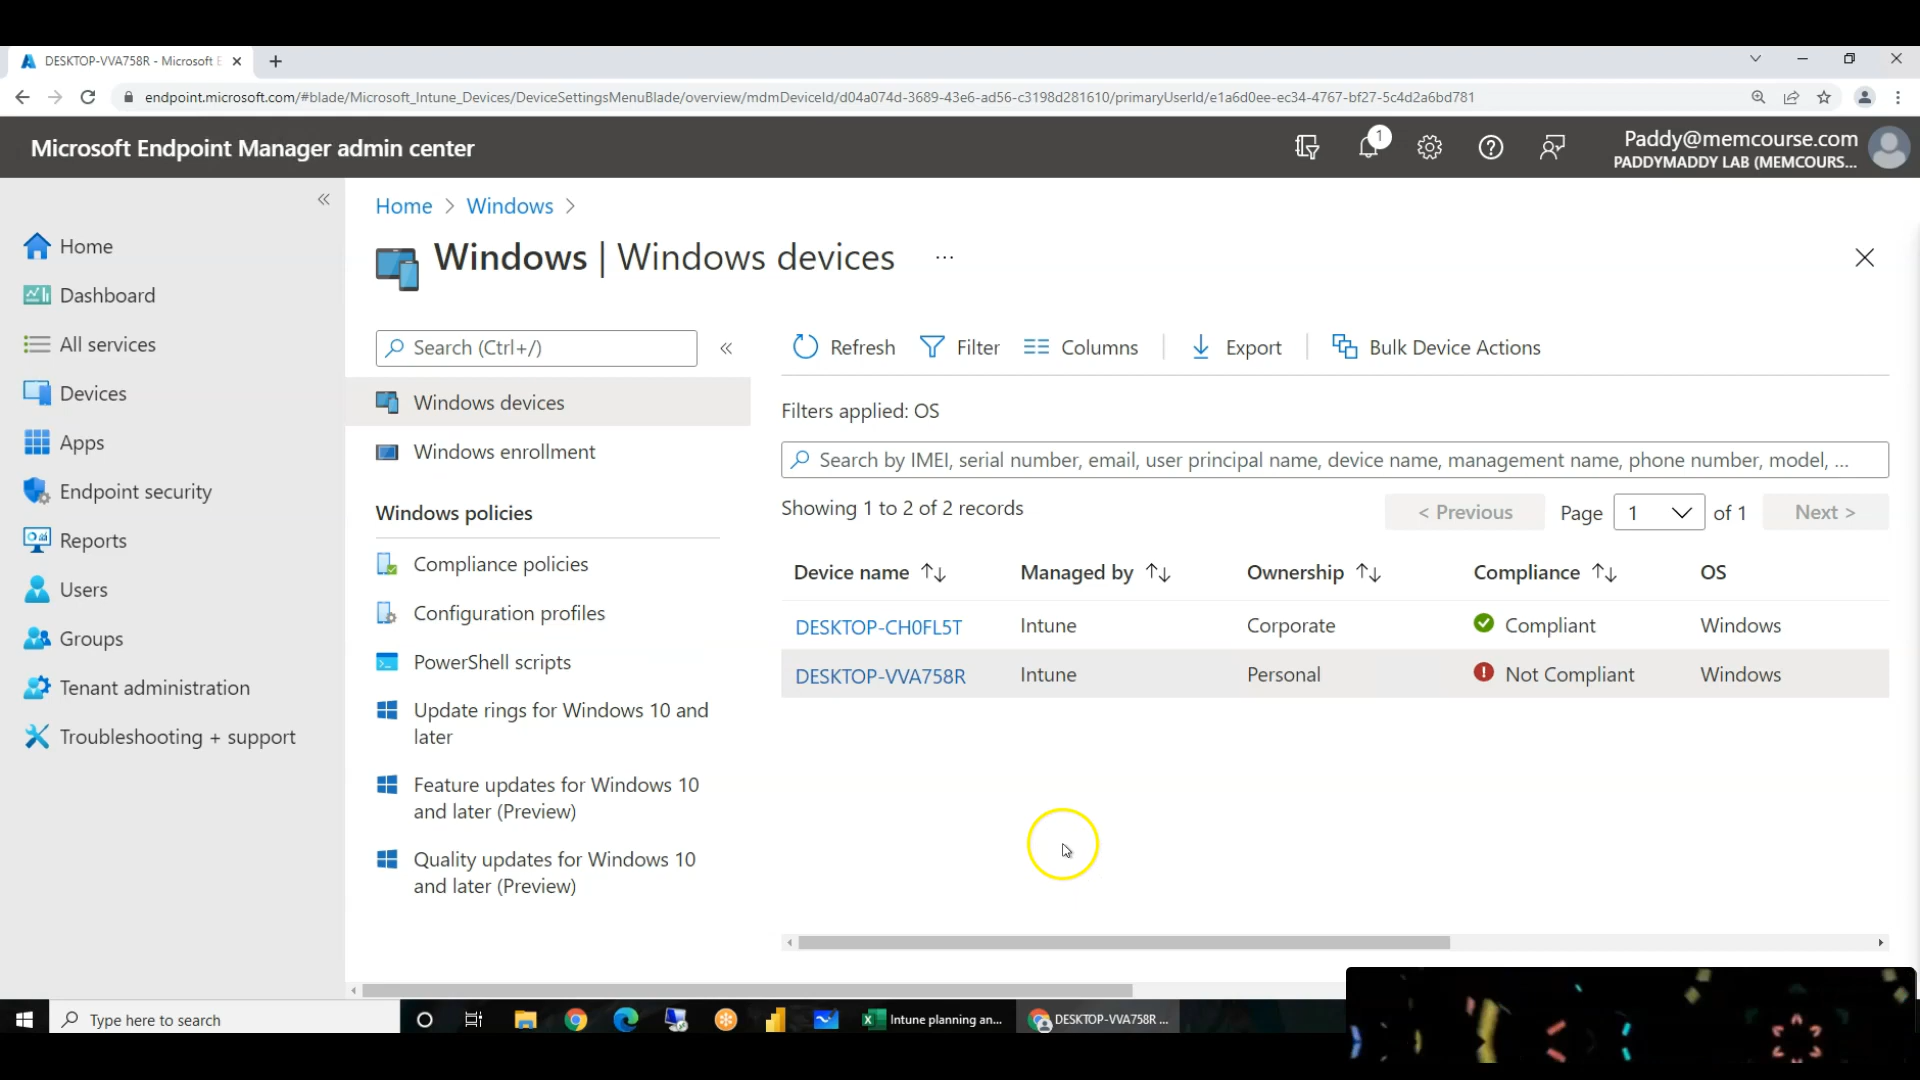 DESKTOP-VVA758R - Microsoft E
endpoint.microsoft.com/#blade/Microsoft_Intune_Devices/DeviceSettingsMenuBlade/overview/mdmDeviceId/d04a074d-3689-43e6-ad56-c3198d281610/primaryUserId/e1a6d0ee-ec34-4767-bf27-5c4d2a6bd781
Microsoft Endpoint Manager admin center
1
Paddy@memcourse.com
PADDYMADDY LAB (MEMCOURS...
Home
Dashboard
All services
Devices
Apps
Endpoint security
Reports
Users
Groups
Tenant administration
Troubleshooting + support
Home > Windows >
Windows | Windows devices ...
Search (Ctrl+/)
Windows devices
Windows enrollment
Windows policies
Compliance policies
Configuration profiles
PowerShell scripts
Update rings for Windows 10 and
later
Feature updates for Windows 10
and later (Preview)
Quality updates for Windows 10
and later (Preview)
Refresh Filter Columns Export Bulk Device Actions
Filters applied: OS
Search by IMEI, serial number, email, user principal name, device name, management name, phone number, model, ...
Showing 1 to 2 of 2 records
< Previous Page 1 of 1 Next >
Device name Managed by Ownership Compliance OS
DESKTOP-CH0FL5T Intune Corporate Compliant Windows
DESKTOP-VVA758R Intune Personal Not Compliant Windows
Type here to search
Intune planning an...
DESKTOP-VVA758R ...